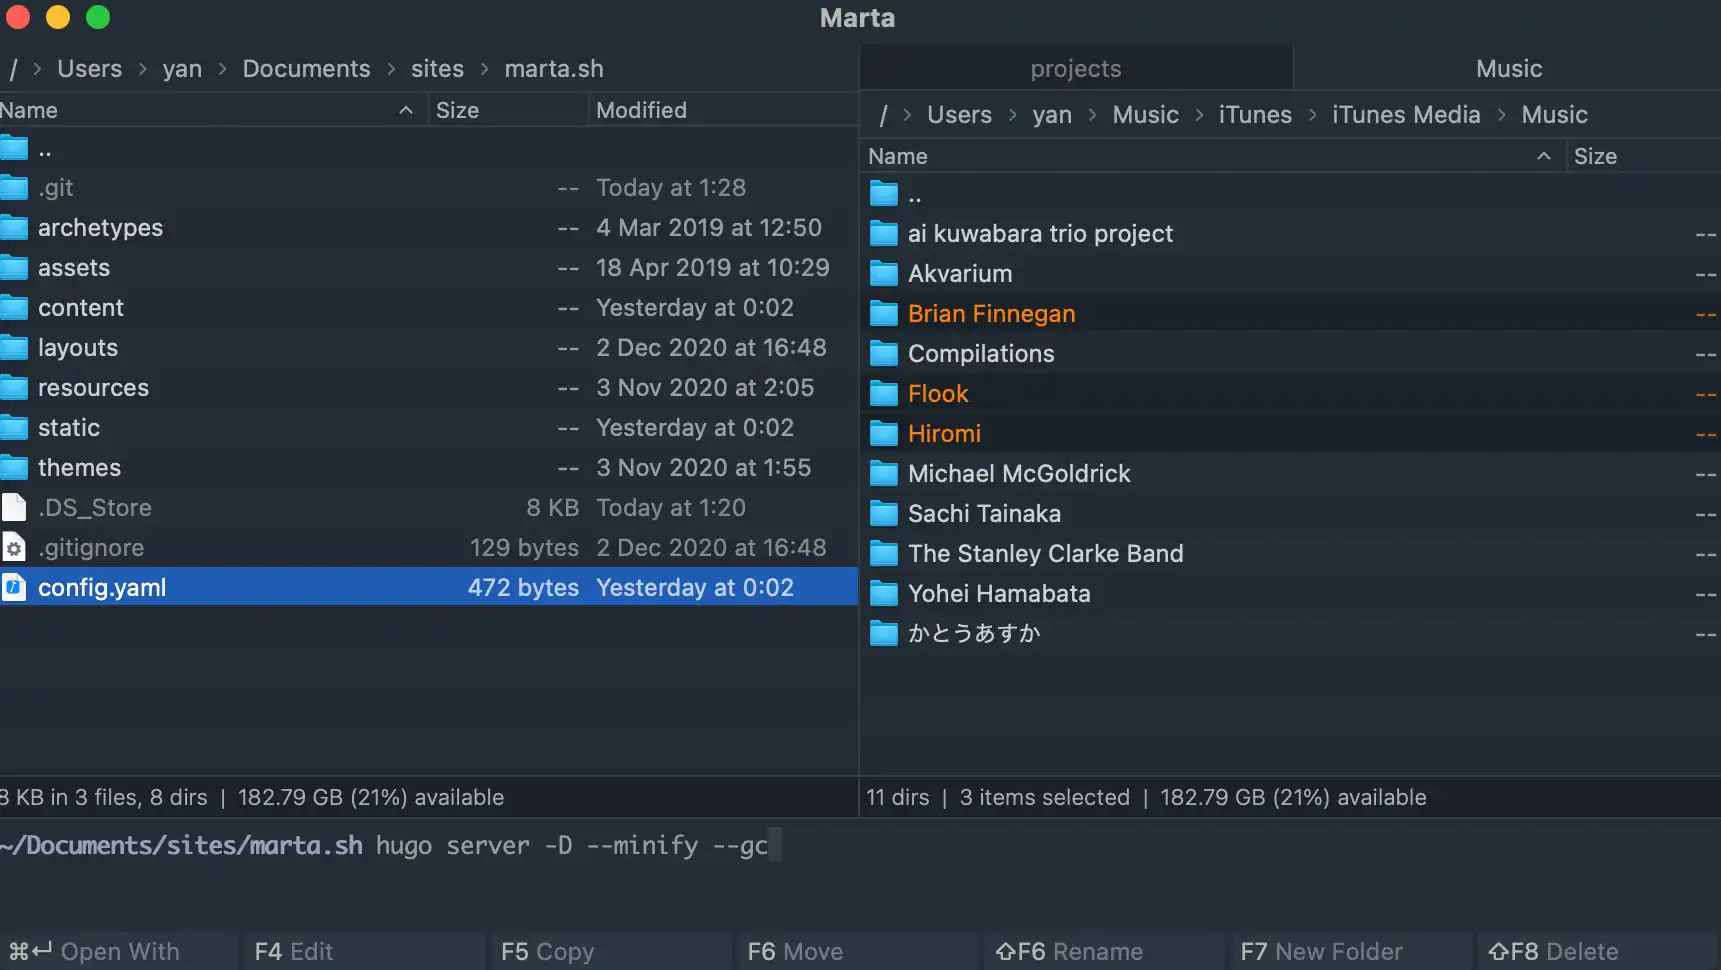 Marta
/ > Users > yan > Documents > sites > marta.sh
Name Size Modified
..
.git -- Today at 1:28
archetypes -- 4 Mar 2019 at 12:50
assets -- 18 Apr 2019 at 10:29
content -- Yesterday at 0:02
layouts -- 2 Dec 2020 at 16:48
resources -- 3 Nov 2020 at 2:05
static -- Yesterday at 0:02
themes -- 3 Nov 2020 at 1:55
.DS_Store 8 KB Today at 1:20
.gitignore 129 bytes 2 Dec 2020 at 16:48
config.yaml 472 bytes Yesterday at 0:02
8 KB in 3 files, 8 dirs | 182.79 GB (21%) available
projects Music
/ > Users > yan > Music > iTunes > iTunes Media > Music
Name Size
..
ai kuwabara trio project --
Akvarium --
Brian Finnegan --
Compilations --
Flook --
Hiromi --
Michael McGoldrick --
Sachi Tainaka --
The Stanley Clarke Band --
Yohei Hamabata --
かとうあすか --
11 dirs | 3 items selected | 182.79 GB (21%) available
~/Documents/sites/marta.sh hugo server -D --minify --gc
⌘↩ Open With F4 Edit F5 Copy F6 Move ⇧F6 Rename F7 New Folder ⇧F8 Delete